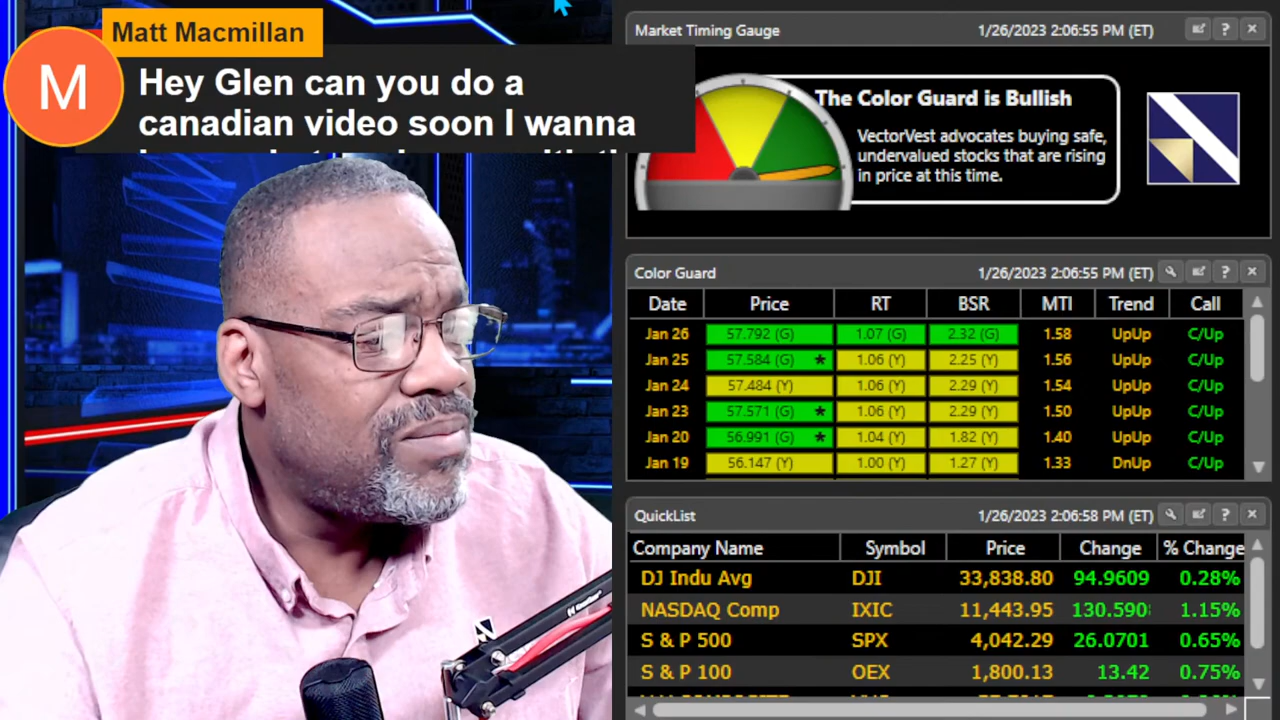 Matt Macmillan
M
Hey Glen can you do a
canadian video soon I wanna
Market Timing Gauge 1/26/2023 2:06:55 PM (ET)
The Color Guard is Bullish
VectorVest advocates buying safe,
undervalued stocks that are rising
in price at this time.
Color Guard 1/26/2023 2:06:55 PM (ET)
Date Price RT BSR MTI Trend Call
Jan 26 57.792 (G) 1.07 (G) 2.32 (G) 1.58 UpUp C/Up
Jan 25 57.584 (G) * 1.06 (Y) 2.25 (Y) 1.56 UpUp C/Up
Jan 24 57.484 (Y) 1.06 (Y) 2.29 (Y) 1.54 UpUp C/Up
Jan 23 57.571 (G) * 1.06 (Y) 2.29 (Y) 1.50 UpUp C/Up
Jan 20 56.991 (G) * 1.04 (Y) 1.82 (Y) 1.40 UpUp C/Up
Jan 19 56.147 (Y) 1.00 (Y) 1.27 (Y) 1.33 DnUp C/Up
QuickList 1/26/2023 2:06:58 PM (ET)
Company Name Symbol Price Change % Change
DJ Indu Avg DJI 33,838.80 94.9609 0.28%
NASDAQ Comp IXIC 11,443.95 130.590 1.15%
S & P 500 SPX 4,042.29 26.0701 0.65%
S & P 100 OEX 1,800.13 13.42 0.75%